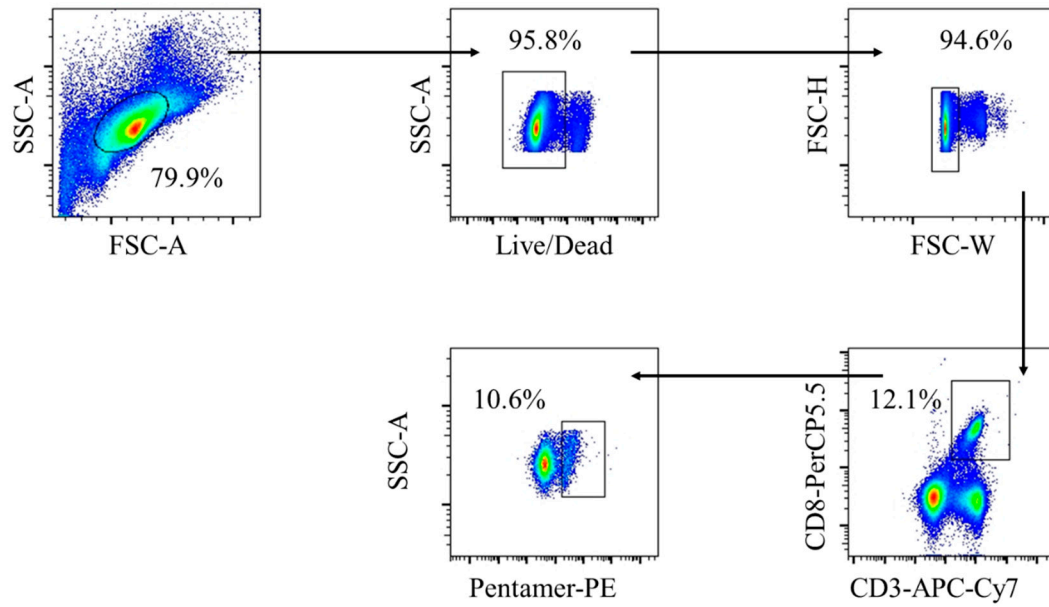 SSC-A
79.9%
FSC-A
SSC-A
95.8%
Live/Dead
FSC-H
94.6%
FSC-W
CD8-PerCP5.5
12.1%
CD3-APC-Cy7
SSC-A
10.6%
Pentamer-PE